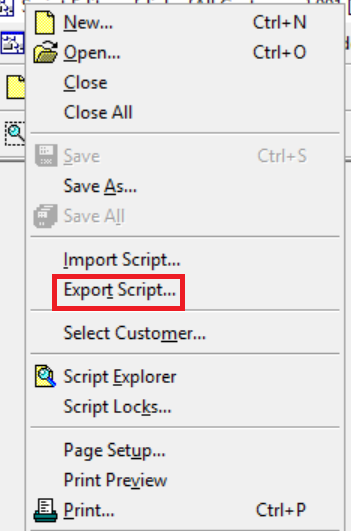 New... Ctrl+N
Open... Ctrl+O
Close
Close All
Save Ctrl+S
Save As...
Save All
Import Script...
Export Script...
Select Customer...
Script Explorer
Script Locks...
Page Setup...
Print Preview
Print... Ctrl+P